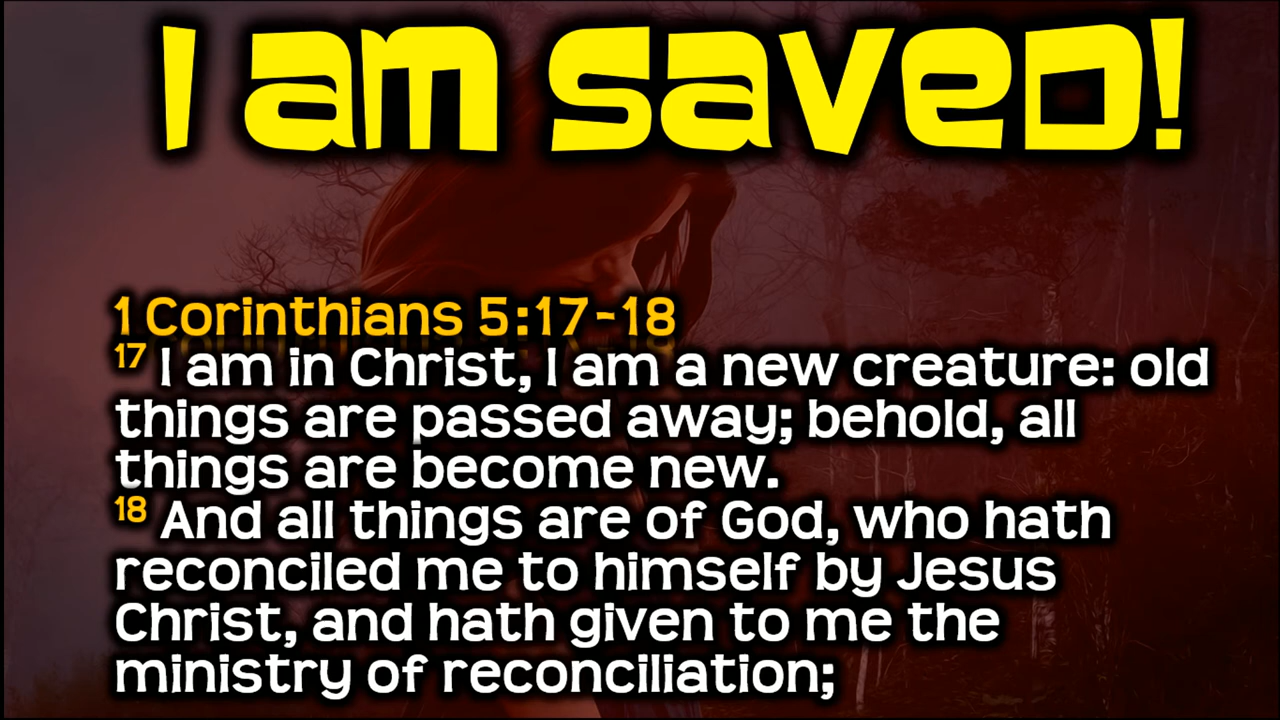 I am saved!
1 Corinthians 5:17-18
17 I am in Christ, I am a new creature: old
things are passed away; behold, all
things are become new.
18 And all things are of God, who hath
reconciled me to himself by Jesus
Christ, and hath given to me the
ministry of reconciliation;